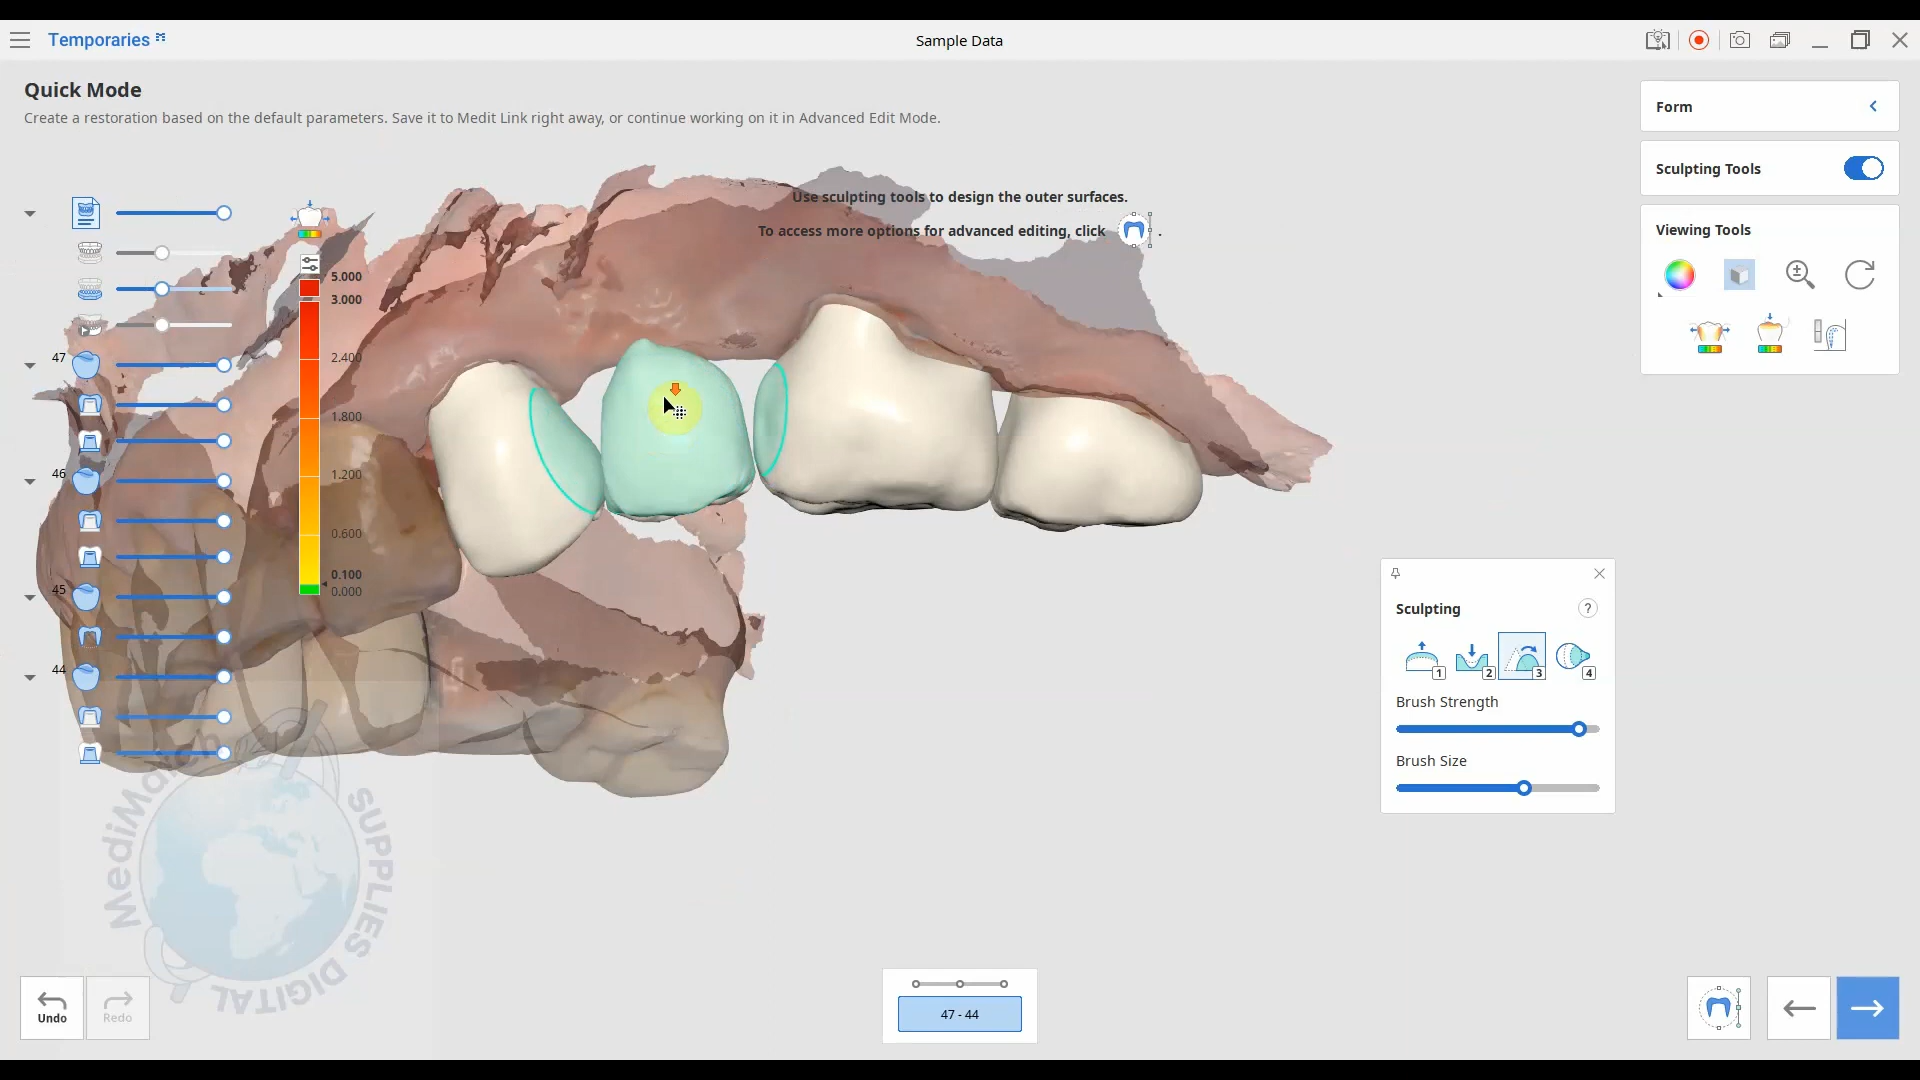 Temporaries
Sample Data
Quick Mode
Create a restoration based on the default parameters. Save it to Medit Link right away, or continue working on it in Advanced Edit Mode.
Form
Sculpting Tools
Use sculpting tools to design the outer surfaces.
To access more options for advanced editing, click .
Viewing Tools
5.000
3.000
2.400
1.800
1.200
0.600
0.100
0.000
47
46
45
44
Sculpting
?
1
2
3
4
Brush Strength
Brush Size
MediMatch
SUPPLIES DIGITAL
Undo
Redo
47 - 44